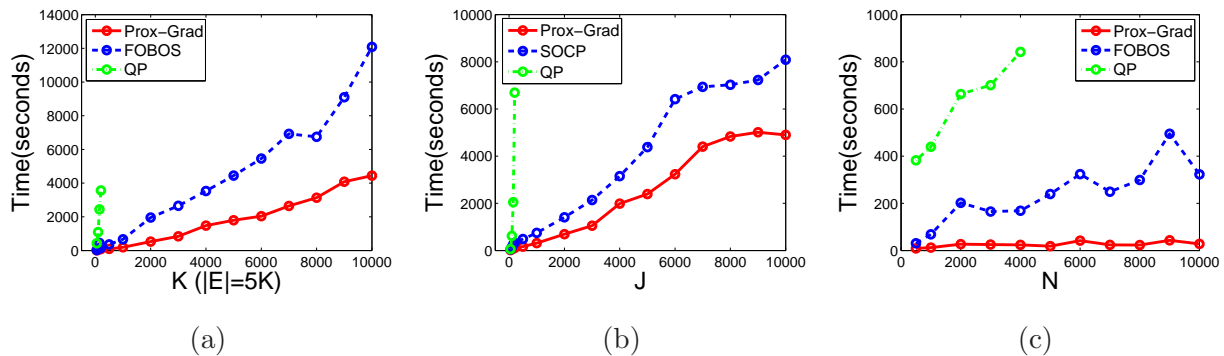 Time(seconds)
14000
12000
10000
8000
6000
4000
2000
0
Prox-Grad
FOBOS
QP
0
2000
4000
6000
8000
10000
K (|E|=5K)
(a)
Time(seconds)
10000
8000
6000
4000
2000
0
Prox-Grad
SOCP
QP
0
2000
4000
6000
8000
10000
J
(b)
Time(seconds)
1000
800
600
400
200
0
Prox-Grad
FOBOS
QP
0
2000
4000
6000
8000
10000
N
(c)